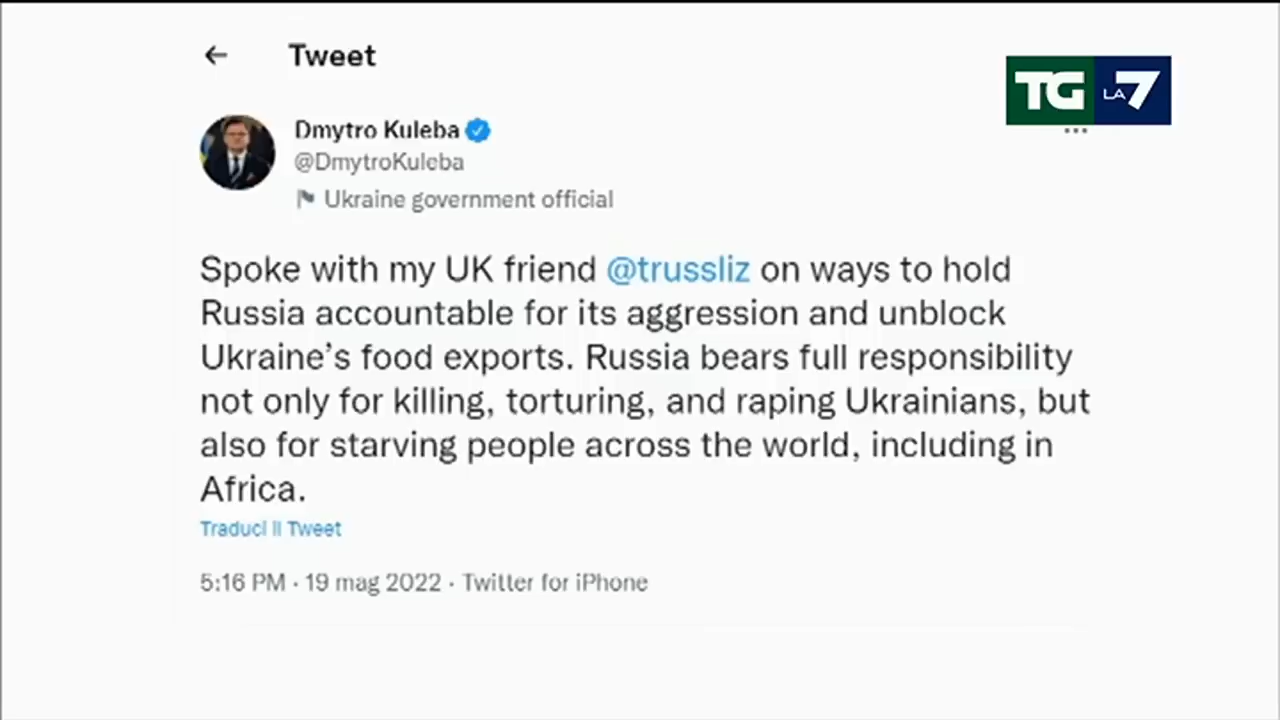 Tweet
TG LA7
Dmytro Kuleba
@DmytroKuleba
Ukraine government official
Spoke with my UK friend @trussliz on ways to hold
Russia accountable for its aggression and unblock
Ukraine’s food exports. Russia bears full responsibility
not only for killing, torturing, and raping Ukrainians, but
also for starving people across the world, including in
Africa.
Traduci il Tweet
5:16 PM · 19 mag 2022 · Twitter for iPhone